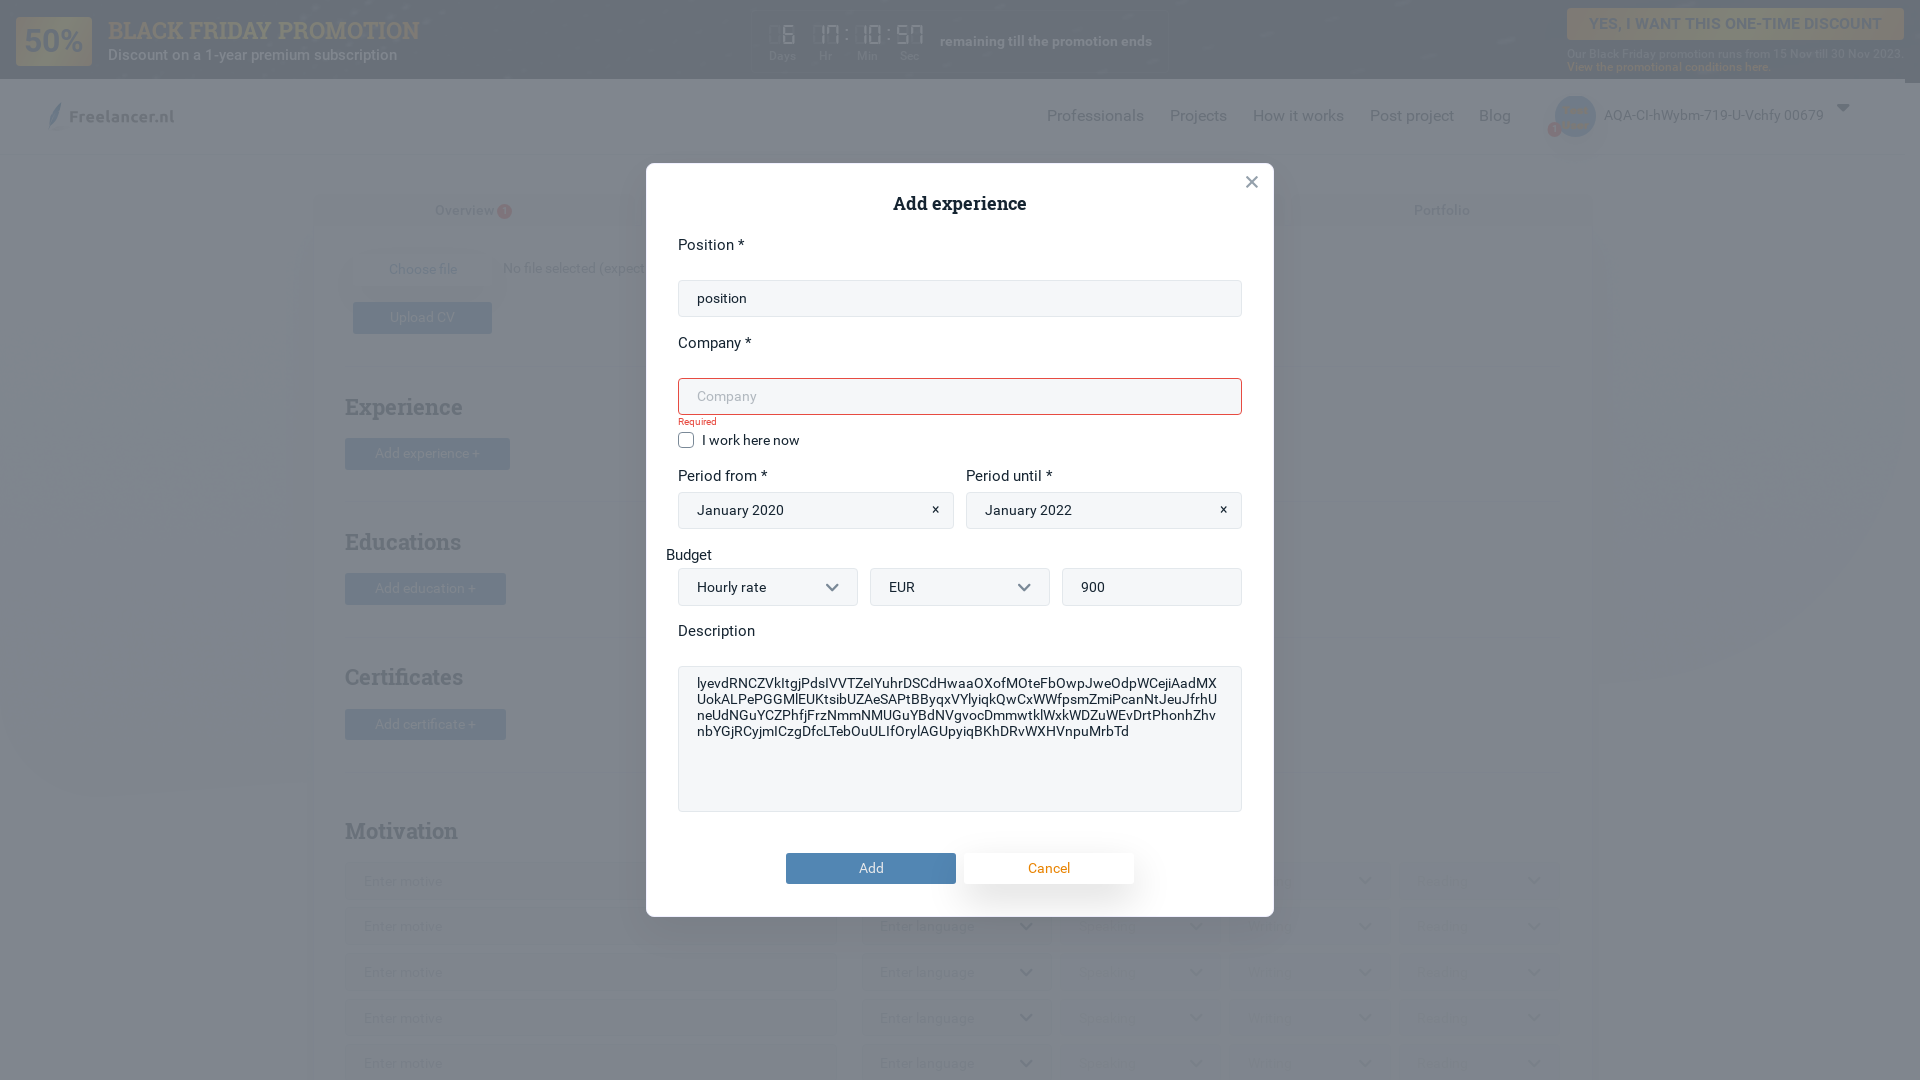 50%
BLACK FRIDAY PROMOTION
Discount on a 1-year premium subscription
6 17 : 10 : 57
Days Hr Min Sec
remaining till the promotion ends
YES, I WANT THIS ONE-TIME DISCOUNT
Our Black Friday promotion runs from 15 Nov till 30 Nov 2023.
View the promotional conditions here
Freelancer.nl
Professionals Projects How it works Post project Blog
AQA-CI-hWybm-719-U-Vchfy 00679
Overview
Portfolio
Choose file No file selected (expect
Upload CV
Experience
Add experience +
Educations
Add education +
Certificates
Add certificate +
Motivation
Enter motive
Enter motive
Enter language
Enter motive
Enter language
Enter motive
Enter language
Enter motive
Enter language
Add experience
Position *
position
Company *
Company
Required
I work here now
Period from * Period until *
January 2020 × January 2022 ×
Budget
Hourly rate EUR 900
Description
lyevdRNCZVkItgjPdsIVVTZeIYuhrDSCdHwaaOXofMOteFbOwpJweOdpWCejiAadMX
UokALPePGGMlEUKtsibUZAeSAPtBByqxVYlyiqkQwCxWWfpsmZmiPcanNtJeuJfrhU
neUdNGuYCZPhfjFrzNmmNMUGuYBdNVgvocDmmwtklWxkWDZuWEvDrtPhonhZhv
nbYGjRCyjmICzgDfcLTebOuULIfOrylAGUpyiqBKhDRvWXHVnpuMrbTd
Add Cancel